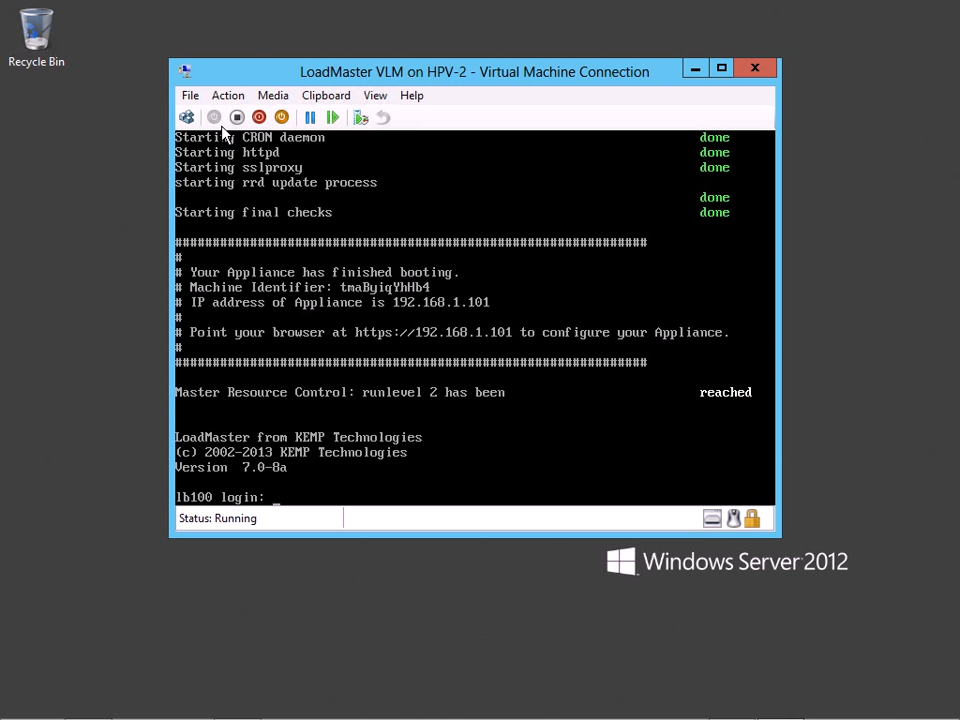 Recycle Bin
LoadMaster VLM on HPV-2 - Virtual Machine Connection
File Action Media Clipboard View Help
Starting CRON daemon done
Starting httpd done
Starting sslproxy done
starting rrd update process
done
Starting final checks done
###############################################################
#
# Your Appliance has finished booting.
# Machine Identifier: tmaByiqYhHb4
# IP address of Appliance is 192.168.1.101
#
# Point your browser at https://192.168.1.101 to configure your Appliance.
#
###############################################################
Master Resource Control: runlevel 2 has been reached
LoadMaster from KEMP Technologies
(c) 2002-2013 KEMP Technologies
Version 7.0-8a
lb100 login: _
Status: Running
Windows Server 2012